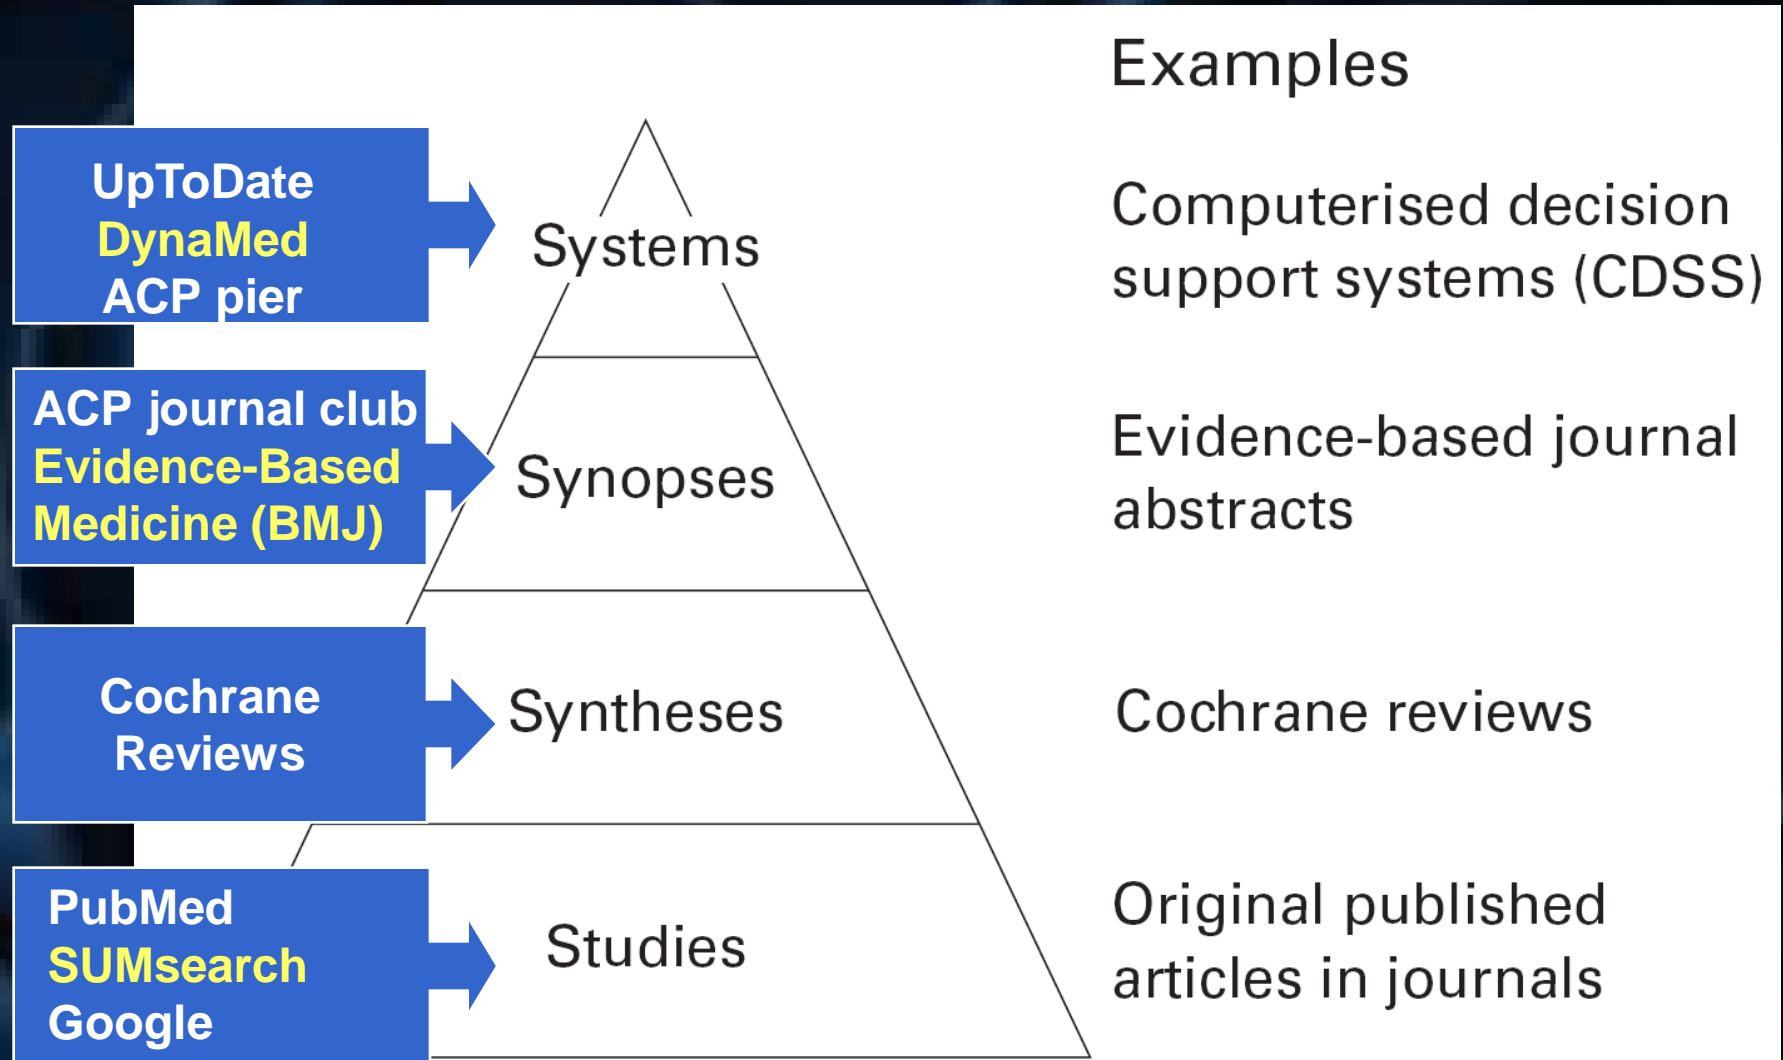 Examples
UpToDate
DynaMed
ACP pier
Systems
Computerised decision
support systems (CDSS)
ACP journal club
Evidence-Based
Medicine (BMJ)
Synopses
Evidence-based journal
abstracts
Cochrane
Reviews
Syntheses
Cochrane reviews
PubMed
SUMsearch
Google
Studies
Original published
articles in journals